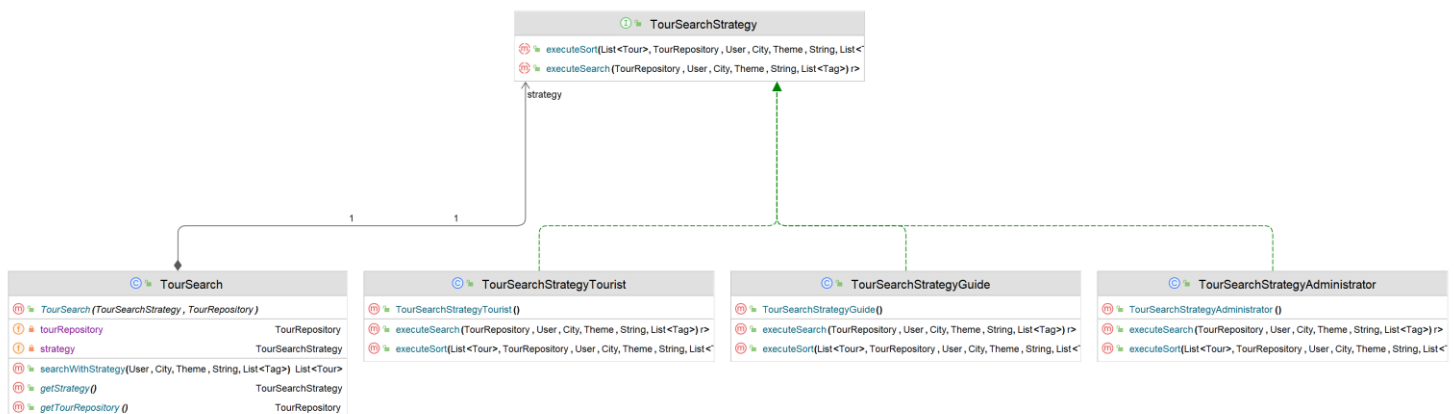 TourSearchStrategy
executeSort(List<Tour>, TourRepository, User, City, Theme, String, List<
executeSearch(TourRepository, User, City, Theme, String, List<Tag>) r>
strategy
1 1
TourSearch
TourSearch(TourSearchStrategy, TourRepository)
tourRepository TourRepository
strategy TourSearchStrategy
searchWithStrategy(User, City, Theme, String, List<Tag>) List<Tour>
getStrategy() TourSearchStrategy
getTourRepository() TourRepository
TourSearchStrategyTourist
TourSearchStrategyTourist()
executeSearch(TourRepository, User, City, Theme, String, List<Tag>) r>
executeSort(List<Tour>, TourRepository, User, City, Theme, String, List<
TourSearchStrategyGuide
TourSearchStrategyGuide()
executeSearch(TourRepository, User, City, Theme, String, List<Tag>) r>
executeSort(List<Tour>, TourRepository, User, City, Theme, String, List<
TourSearchStrategyAdministrator
TourSearchStrategyAdministrator()
executeSearch(TourRepository, User, City, Theme, String, List<Tag>) r>
executeSort(List<Tour>, TourRepository, User, City, Theme, String, List<